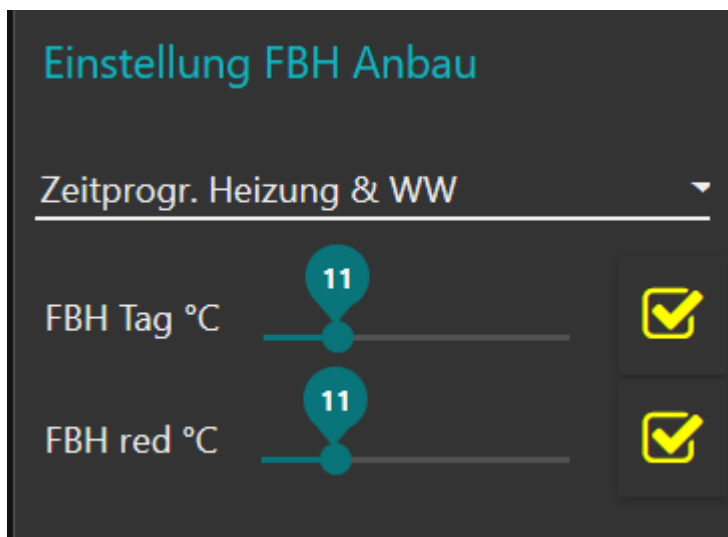 Einstellung FBH Anbau
Zeitprogr. Heizung & WW
11
FBH Tag °C
11
FBH red °C